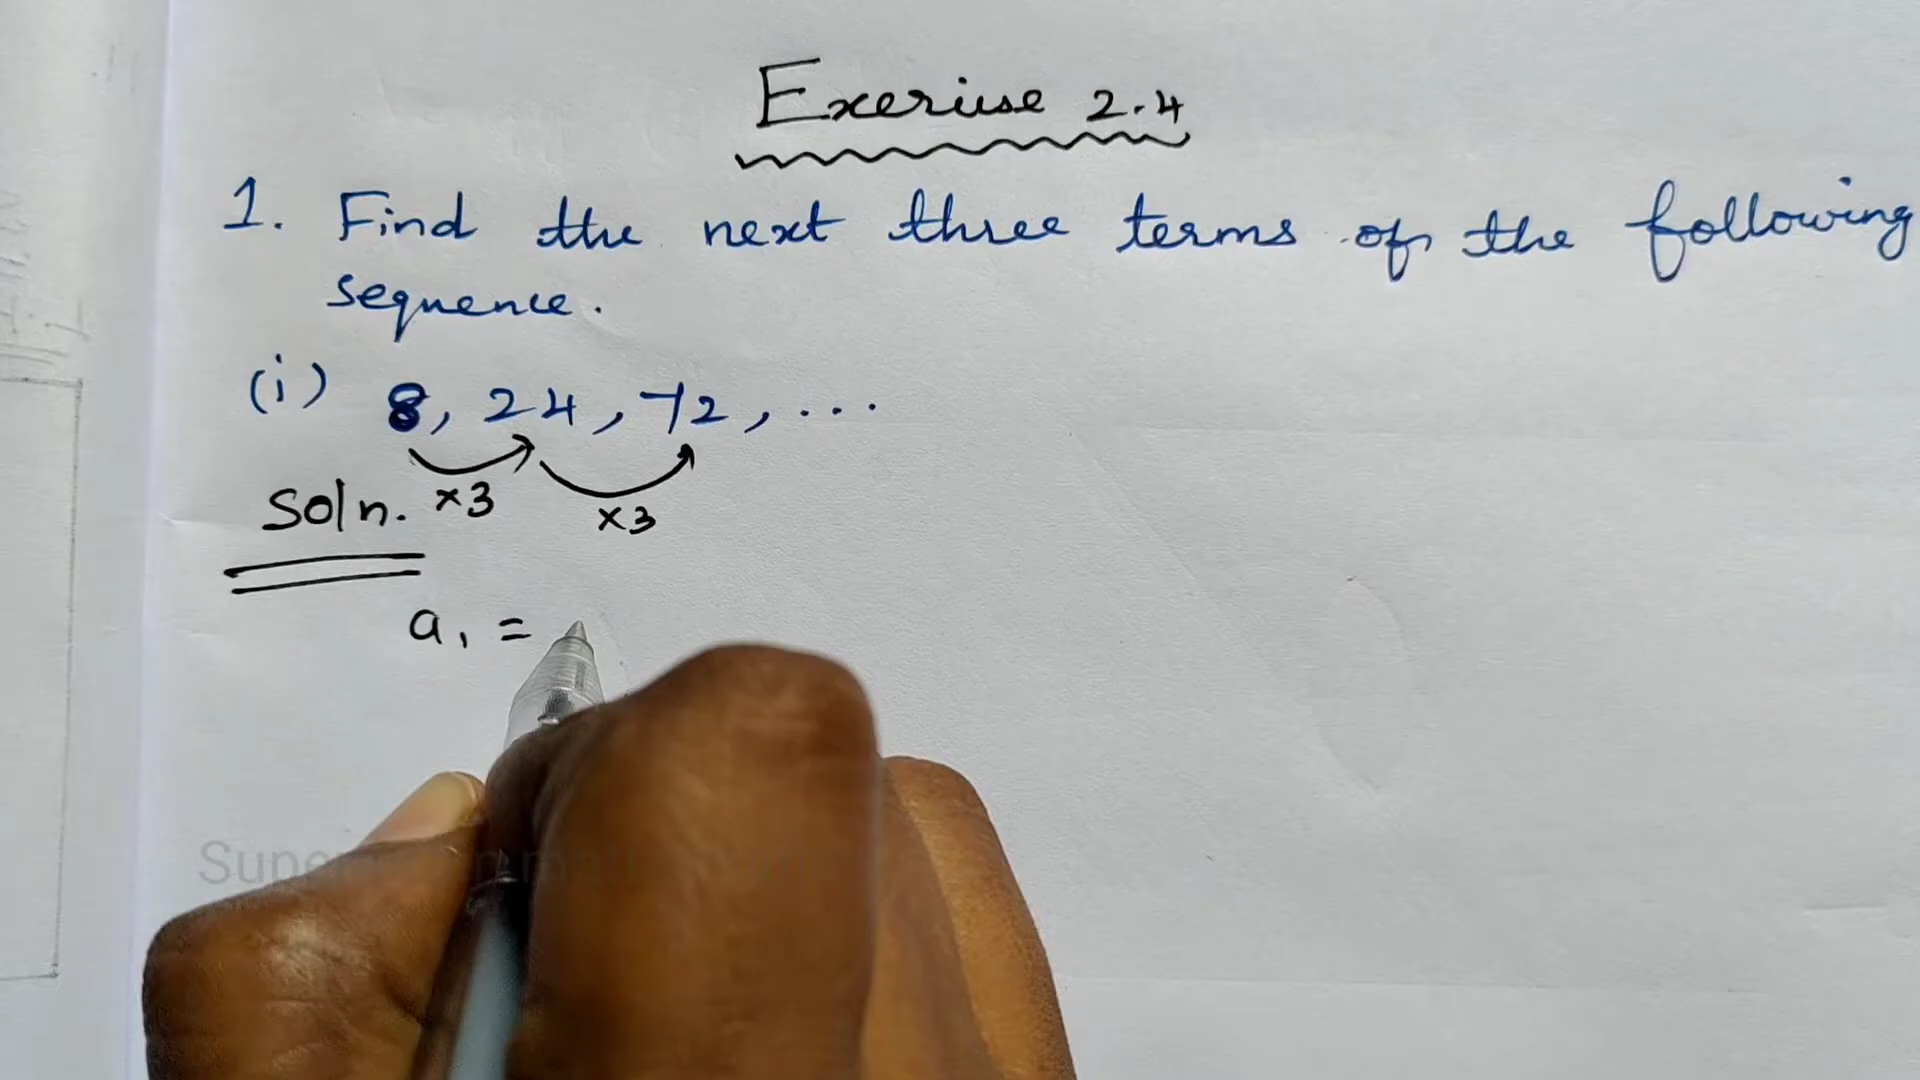 Exercise 2.4
1. Find the next three terms of the following
sequence.
(i) 8, 24, 72, ...
Soln. ×3 ×3
a₁ =